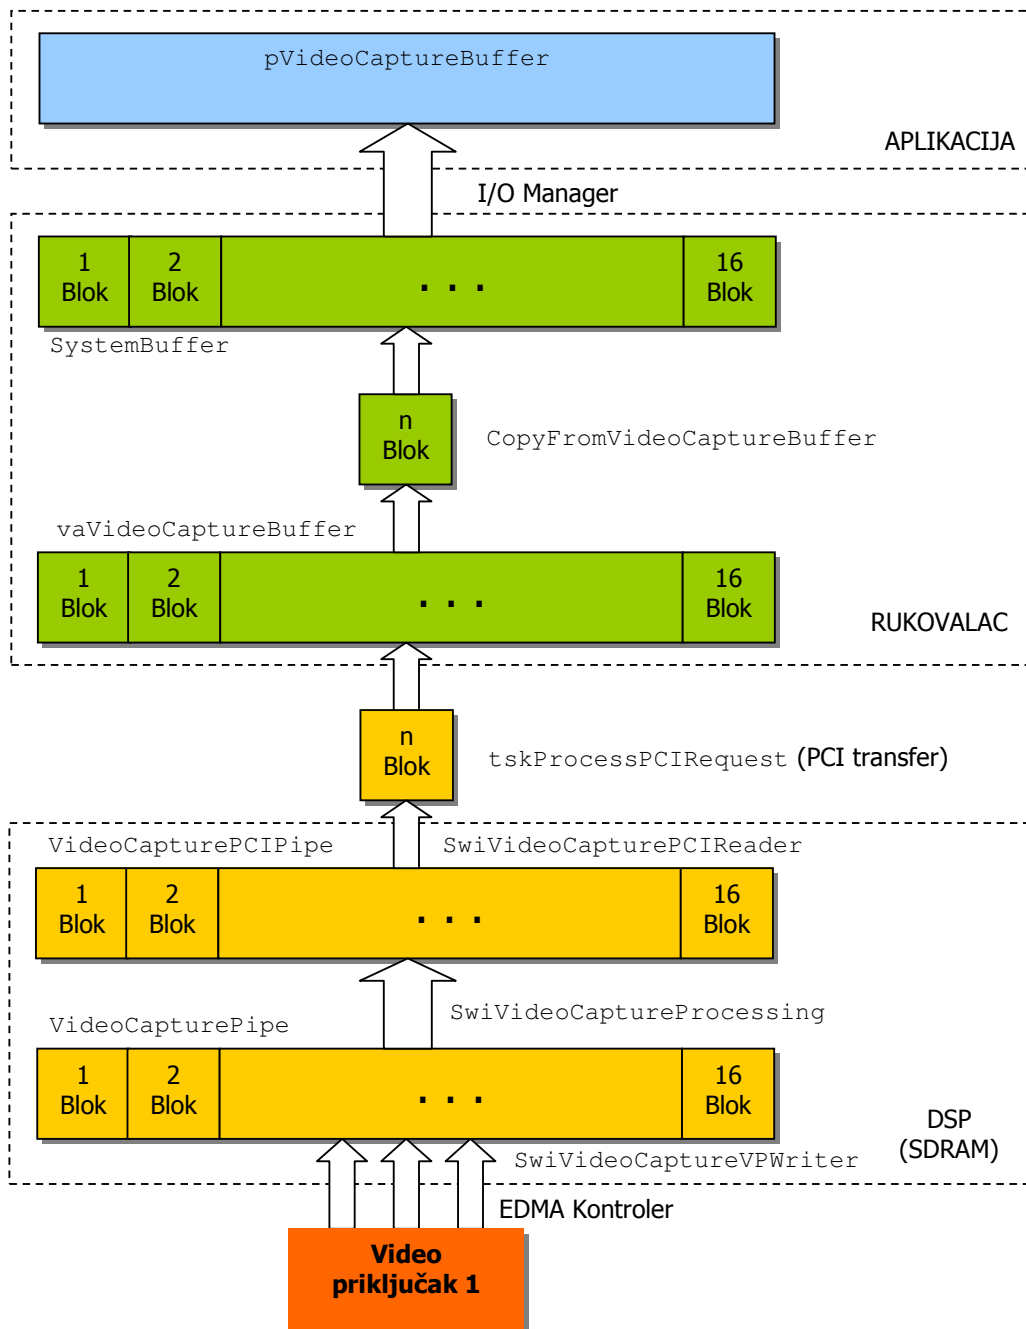 pVideoCaptureBuffer
APLIKACIJA
I/O Manager
1 2 16
Blok Blok . . . Blok
SystemBuffer
n
Blok
CopyFromVideoCaptureBuffer
vaVideoCaptureBuffer
1 2 16
Blok Blok . . . Blok
RUKOVALAC
n
Blok
tskProcessPCIRequest (PCI transfer)
VideoCapturePCIPipe SwiVideoCapturePCIReader
1 2 16
Blok Blok . . . Blok
VideoCapturePipe SwiVideoCaptureProcessing
1 2 16
Blok Blok . . . Blok
DSP
(SDRAM)
SwiVideoCaptureVPWriter
EDMA Kontroler
Video
priključak 1